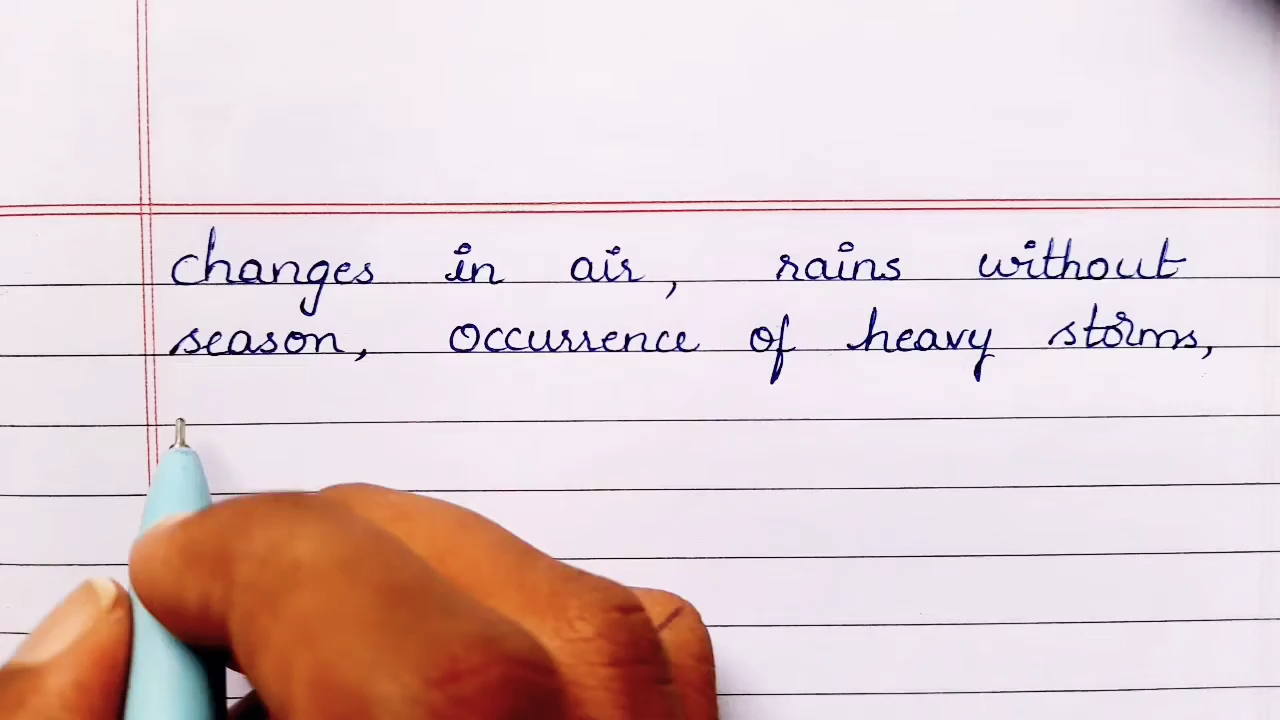 changes in air, rains without
season, occurrence of heavy storms,